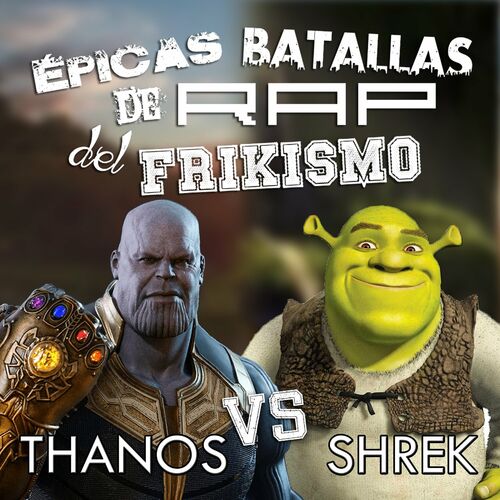 ÉPICAS BATALLAS
DE RAP
del FRIKISMO
VS
THANOS SHREK